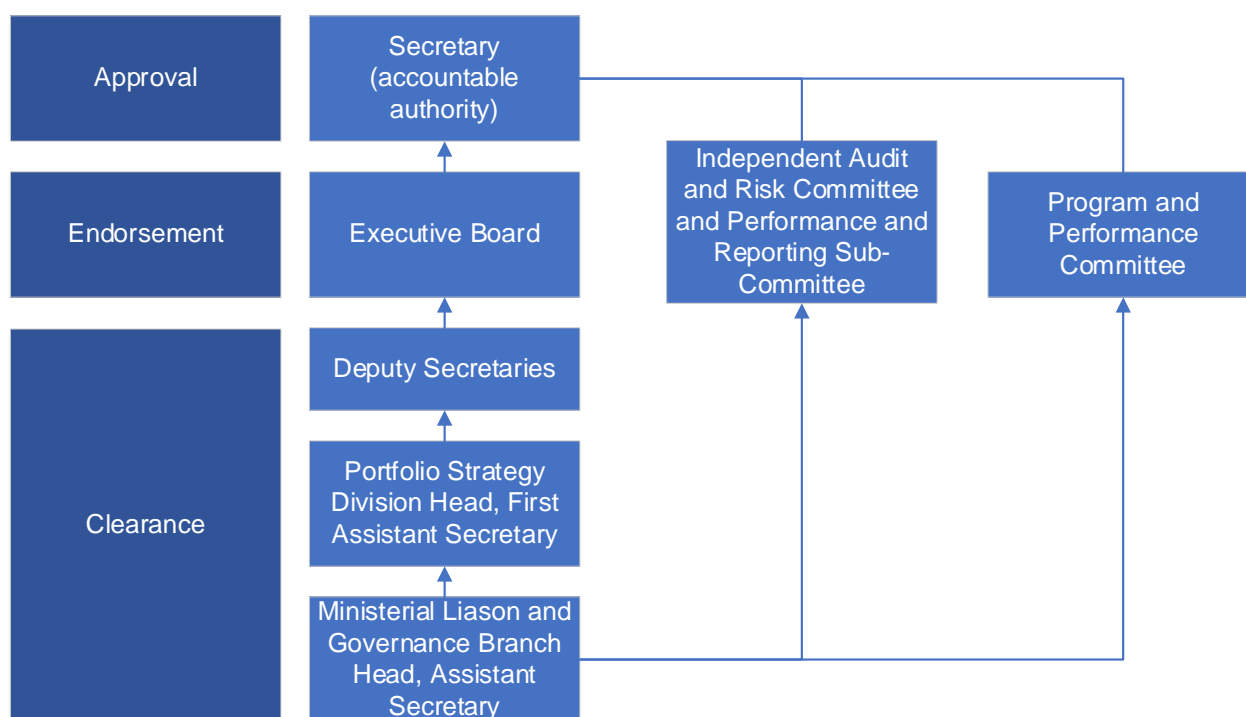 Approval
Secretary
(accountable
authority)
Independent Audit
and Risk Committee
and Performance and
Reporting Sub-
Committee
Program and
Performance
Committee
Endorsement
Executive Board
Clearance
Deputy Secretaries
Portfolio Strategy
Division Head, First
Assistant Secretary
Ministerial Liason and
Governance Branch
Head, Assistant
Secretary